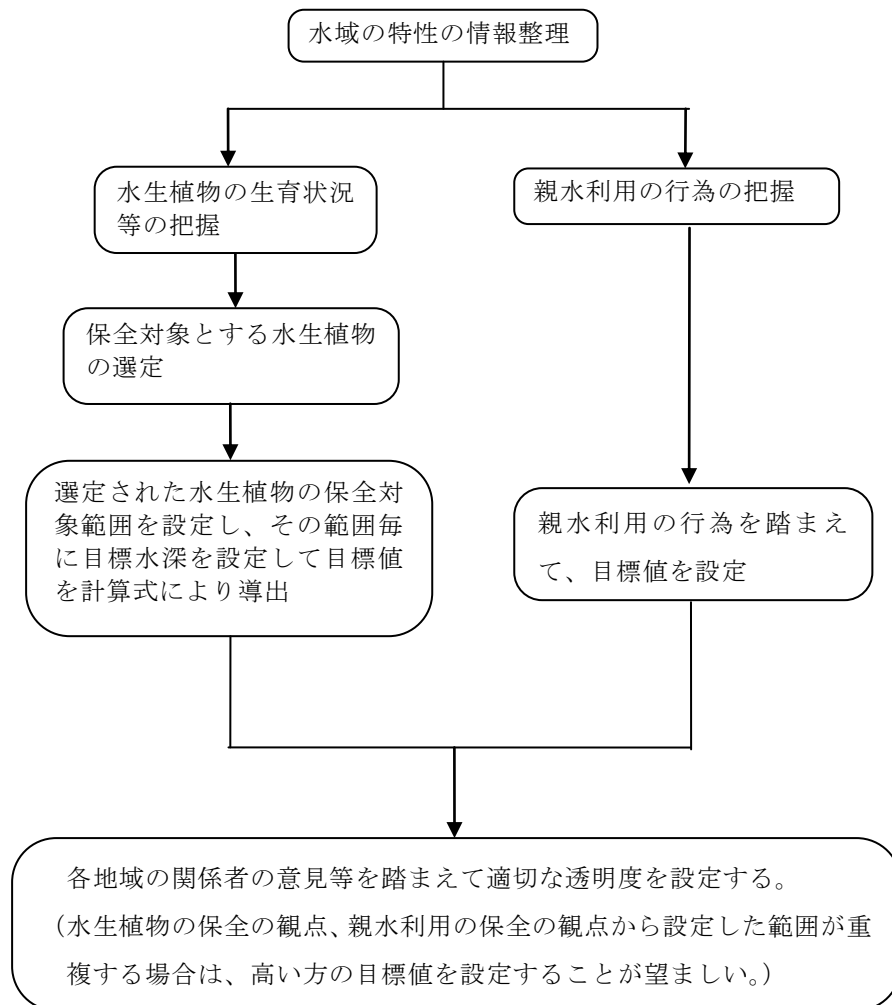 水域の特性の情報整理
水生植物の生育状況
等の把握
親水利用の行為の把握
保全対象とする水生植物
の選定
選定された水生植物の保全対
象範囲を設定し、その範囲毎
に目標水深を設定して目標値
を計算式により導出
親水利用の行為を踏まえ
て、目標値を設定
各地域の関係者の意見等を踏まえて適切な透明度を設定する。
（水生植物の保全の観点、親水利用の保全の観点から設定した範囲が重
複する場合は、高い方の目標値を設定することが望ましい。）